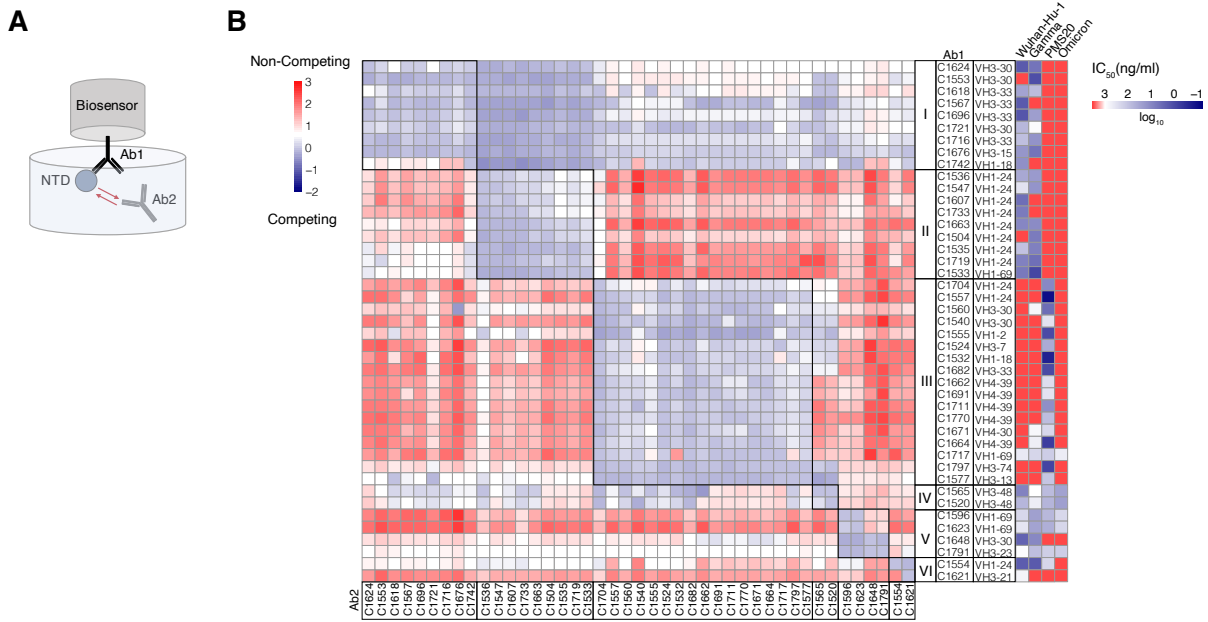 A
B
Biosensor
Ab1
NTD
Ab2
Non-Competing
3
2
1
0
-1
-2
Competing
Ab1
Wuhan-Hu-1
Gamma
PMS20
Omicron
IC50(ng/ml)
3 2 1 0 -1
log10
I
C1624 VH3-30
C1553 VH3-30
C1618 VH3-33
C1567 VH3-33
C1696 VH3-33
C1721 VH3-30
C1716 VH3-33
C1676 VH3-15
C1742 VH1-18
II
C1536 VH1-24
C1547 VH1-24
C1607 VH1-24
C1733 VH1-24
C1663 VH1-24
C1504 VH1-24
C1535 VH1-24
C1719 VH1-24
C1533 VH1-69
III
C1704 VH1-24
C1557 VH1-24
C1560 VH3-30
C1540 VH3-30
C1555 VH1-2
C1524 VH3-7
C1532 VH1-18
C1682 VH3-33
C1662 VH4-39
C1691 VH4-39
C1711 VH4-39
C1770 VH4-39
C1671 VH4-30
C1664 VH4-39
C1717 VH1-69
C1797 VH3-74
C1577 VH3-13
IV
C1565 VH3-48
C1520 VH3-48
V
C1596 VH1-69
C1623 VH1-69
C1648 VH3-30
C1791 VH3-23
VI
C1554 VH1-24
C1621 VH3-21
Ab2
C1624
C1553
C1618
C1567
C1696
C1721
C1716
C1676
C1742
C1536
C1547
C1607
C1733
C1663
C1504
C1535
C1719
C1533
C1704
C1557
C1560
C1540
C1555
C1524
C1532
C1682
C1662
C1691
C1711
C1770
C1671
C1664
C1717
C1797
C1577
C1565
C1520
C1596
C1623
C1648
C1791
C1554
C1621